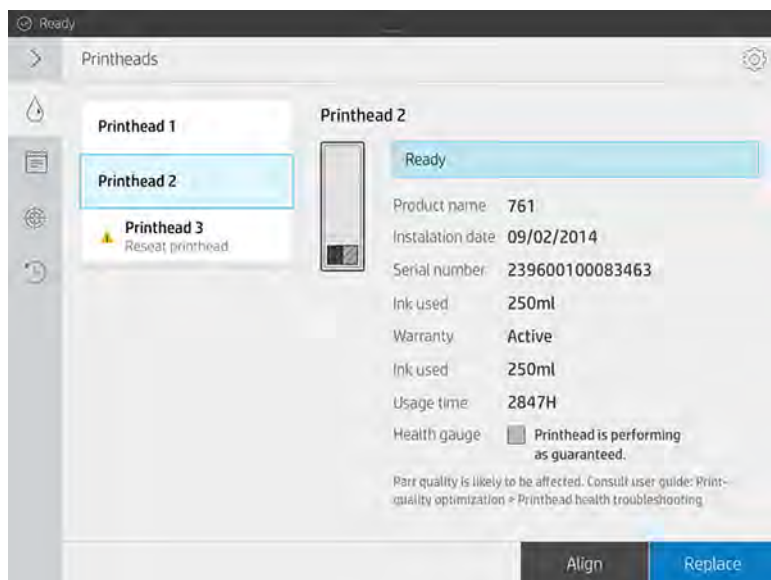 Ready
Printheads
Printhead 1
Printhead 2
Printhead 3
Reseat printhead
Printhead 2
Ready
Product name 761
Instalation date 09/02/2014
Serial number 239600100083463
Ink used 250ml
Warranty Active
Ink used 250ml
Usage time 2847H
Health gauge Printhead is performing
as guaranteed.
Part quality is likely to be affected. Consult user guide: Print-
quality optimization > Printhead health troubleshooting
Align Replace